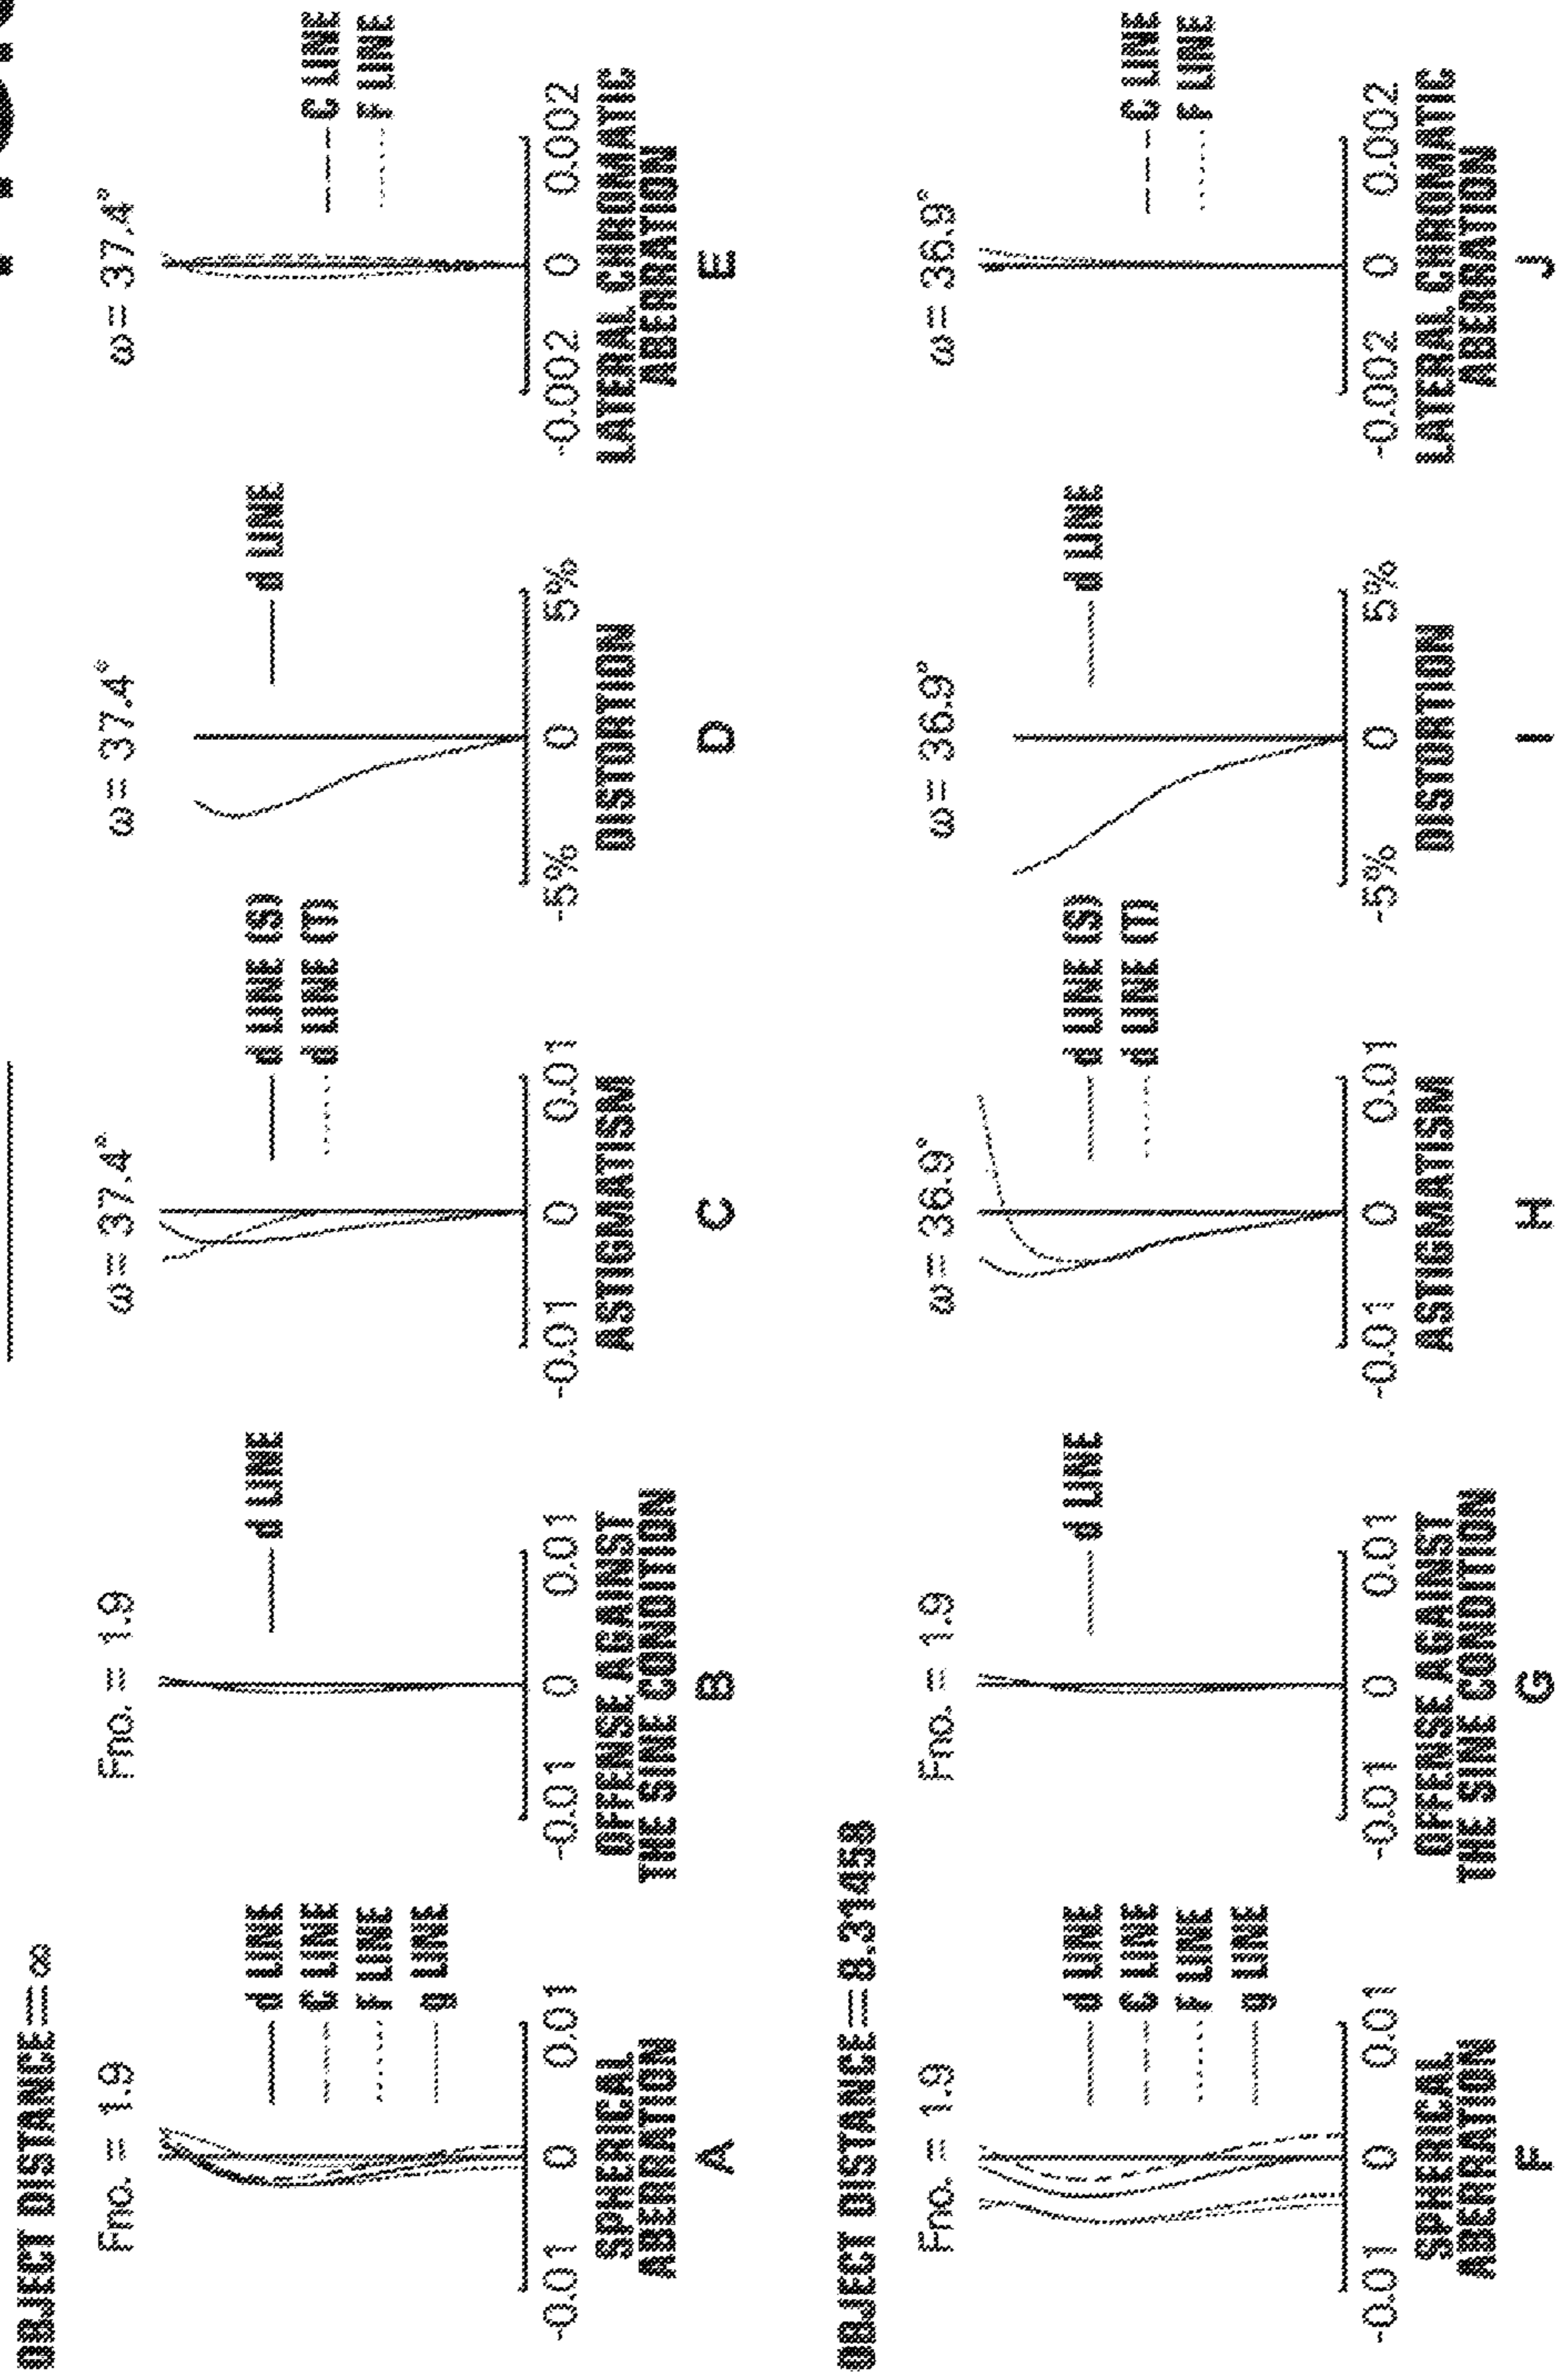 OBJECT DISTANCE=∞
Fno. = 1.9
d LINE
C LINE
F LINE
g LINE
-0.01 0 0.01
SPHERICAL
ABERRATION
A
Fno. = 1.9
d LINE
-0.01 0 0.01
OFFENSE AGAINST
THE SINE CONDITION
B
ω= 37.4°
d LINE (S)
d LINE (T)
-0.01 0 0.01
ASTIGMATISM
C
ω= 37.4°
d LINE
-5% 0 5%
DISTORTION
D
ω= 37.4°
C LINE
F LINE
-0.002 0 0.002
LATERAL CHROMATIC
ABERRATION
E
OBJECT DISTANCE=8.31458
Fno. = 1.9
d LINE
C LINE
F LINE
g LINE
-0.01 0 0.01
SPHERICAL
ABERRATION
F
Fno. = 1.9
d LINE
-0.01 0 0.01
OFFENSE AGAINST
THE SINE CONDITION
G
ω= 36.9°
d LINE (S)
d LINE (T)
-0.01 0 0.01
ASTIGMATISM
H
ω= 36.9°
d LINE
-5% 0 5%
DISTORTION
I
ω= 36.9°
C LINE
F LINE
-0.002 0 0.002
LATERAL CHROMATIC
ABERRATION
J